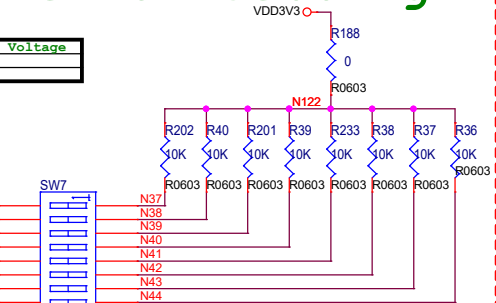 VDD3V3
R188
Voltage
0
R0603
N122
R202 R40 R201 R39 R233 R38 R37 R36
10K 10K 10K 10K 10K 10K 10K 10K
R0603
R0603 R0603 R0603 R0603 R0603 R0603 R0603
SW7
N37
N38
N39
N40
N41
N42
N43
N44